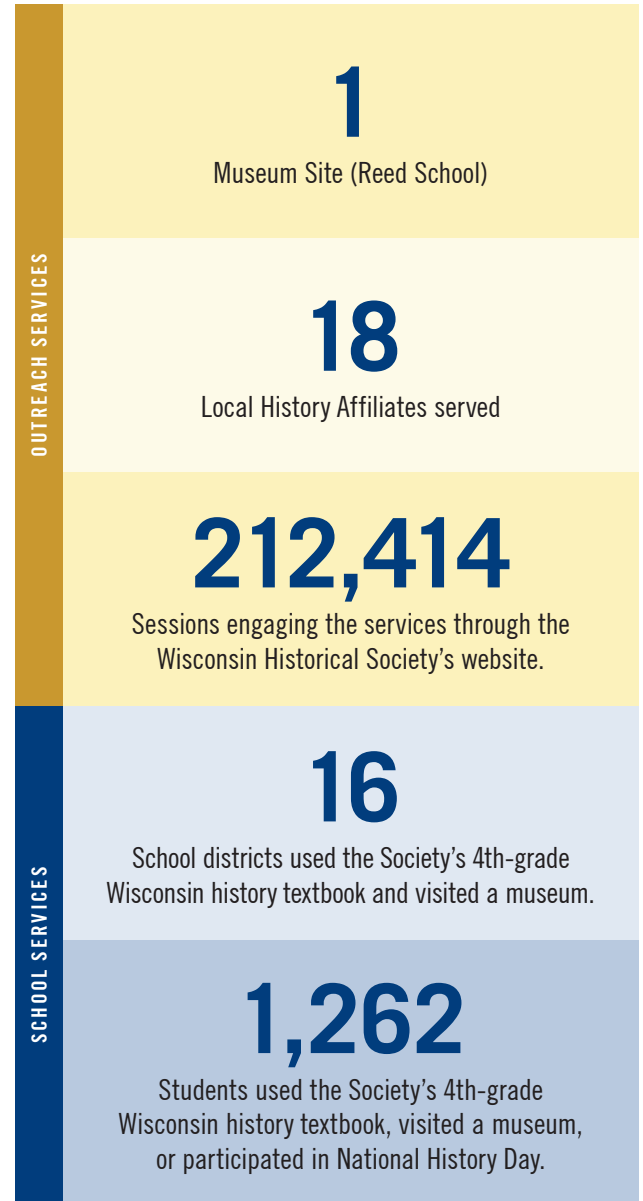 OUTREACH SERVICES
1
Museum Site (Reed School)
18
Local History Affiliates served
212,414
Sessions engaging the services through the
Wisconsin Historical Society’s website.
SCHOOL SERVICES
16
School districts used the Society’s 4th-grade
Wisconsin history textbook and visited a museum.
1,262
Students used the Society’s 4th-grade
Wisconsin history textbook, visited a museum,
or participated in National History Day.